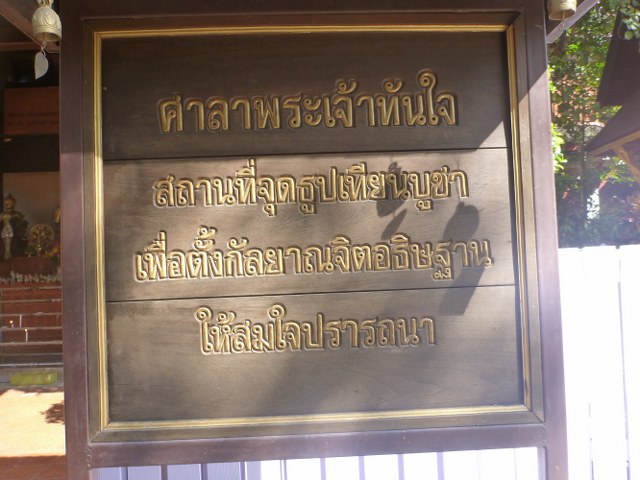 ศาลาพระเจ้าทันใจ
สถานที่จุดธูปเทียนบูชา
เพื่อตั้งกัลยาณจิตอธิษฐาน
ให้สมใจปรารถนา